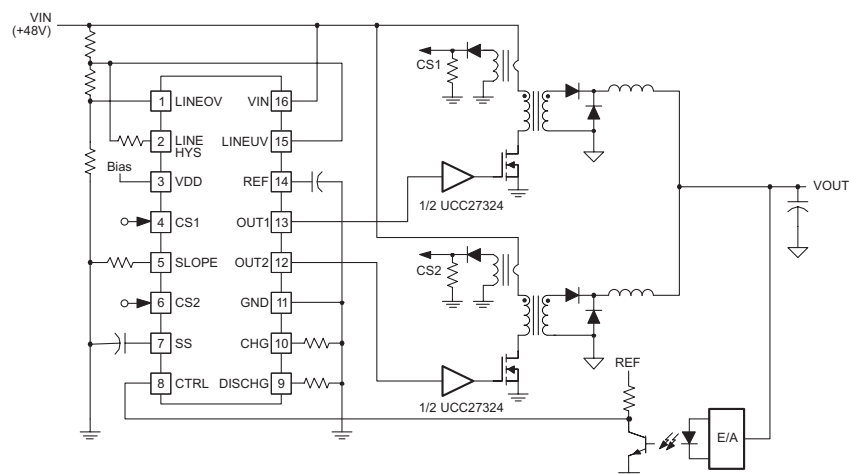 VIN
(+48V)
CS1
1 LINEOV VIN 16
2 LINE HYS LINEUV 15
Bias
3 VDD REF 14
4 CS1 OUT1 13
5 SLOPE OUT2 12
6 CS2 GND 11
7 SS CHG 10
8 CTRL DISCHG 9
1/2 UCC27324
VOUT
CS2
1/2 UCC27324
REF
E/A